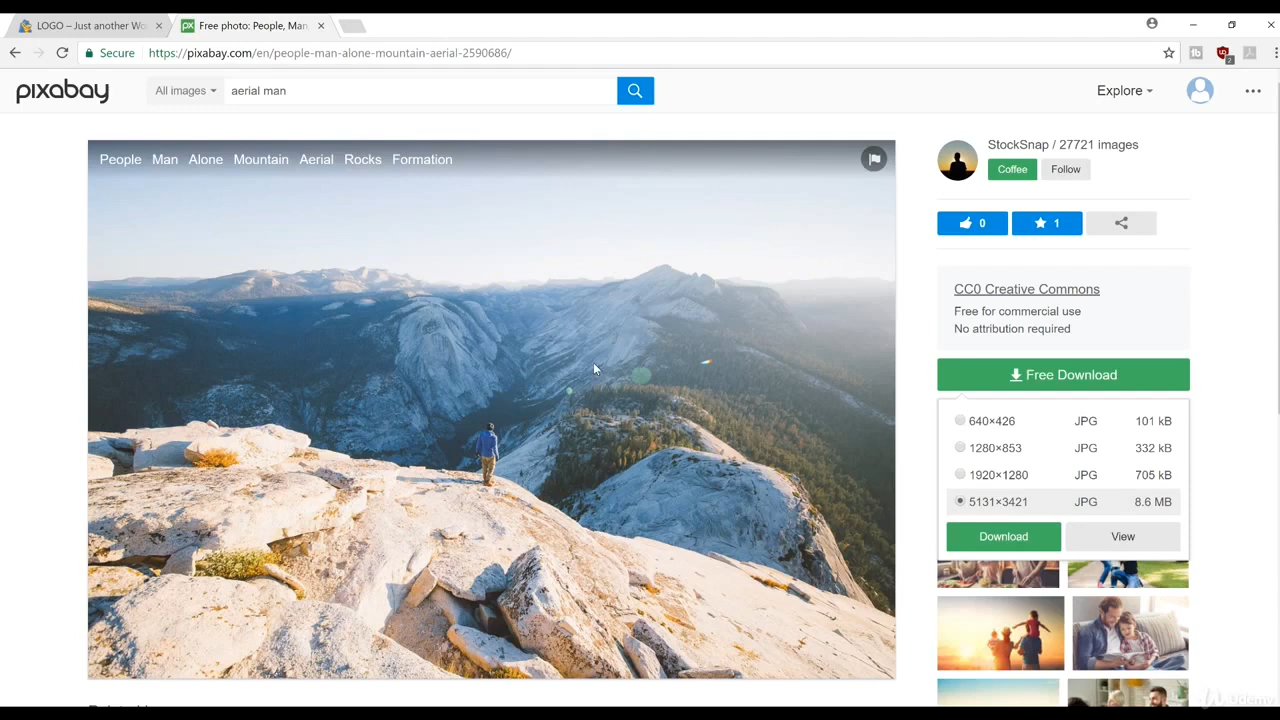 LOGO – Just another Wo
Free photo: People, Man,
Secure
https://pixabay.com/en/people-man-alone-mountain-aerial-2590686/
2
pixabay
All images
aerial man
Explore
People Man Alone Mountain Aerial Rocks Formation
StockSnap / 27721 images
Coffee
Follow
0
1
CC0 Creative Commons
Free for commercial use
No attribution required
Free Download
640×426 JPG 101 kB
1280×853 JPG 332 kB
1920×1280 JPG 705 kB
5131×3421 JPG 8.6 MB
Download
View
Udemy